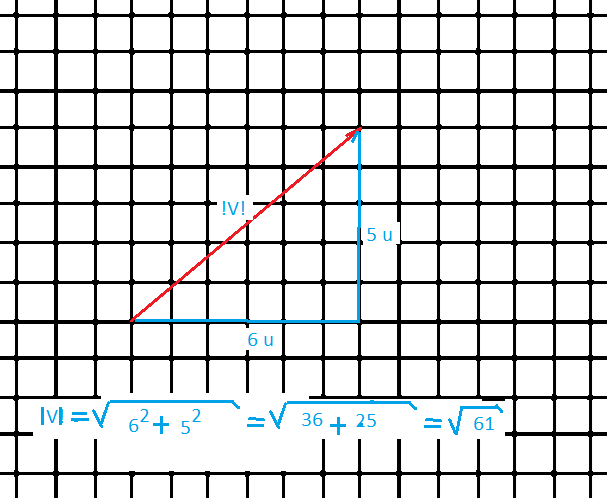 !V!
5 u
6 u
|V| = √6² + 5² = √36 + 25 = √61